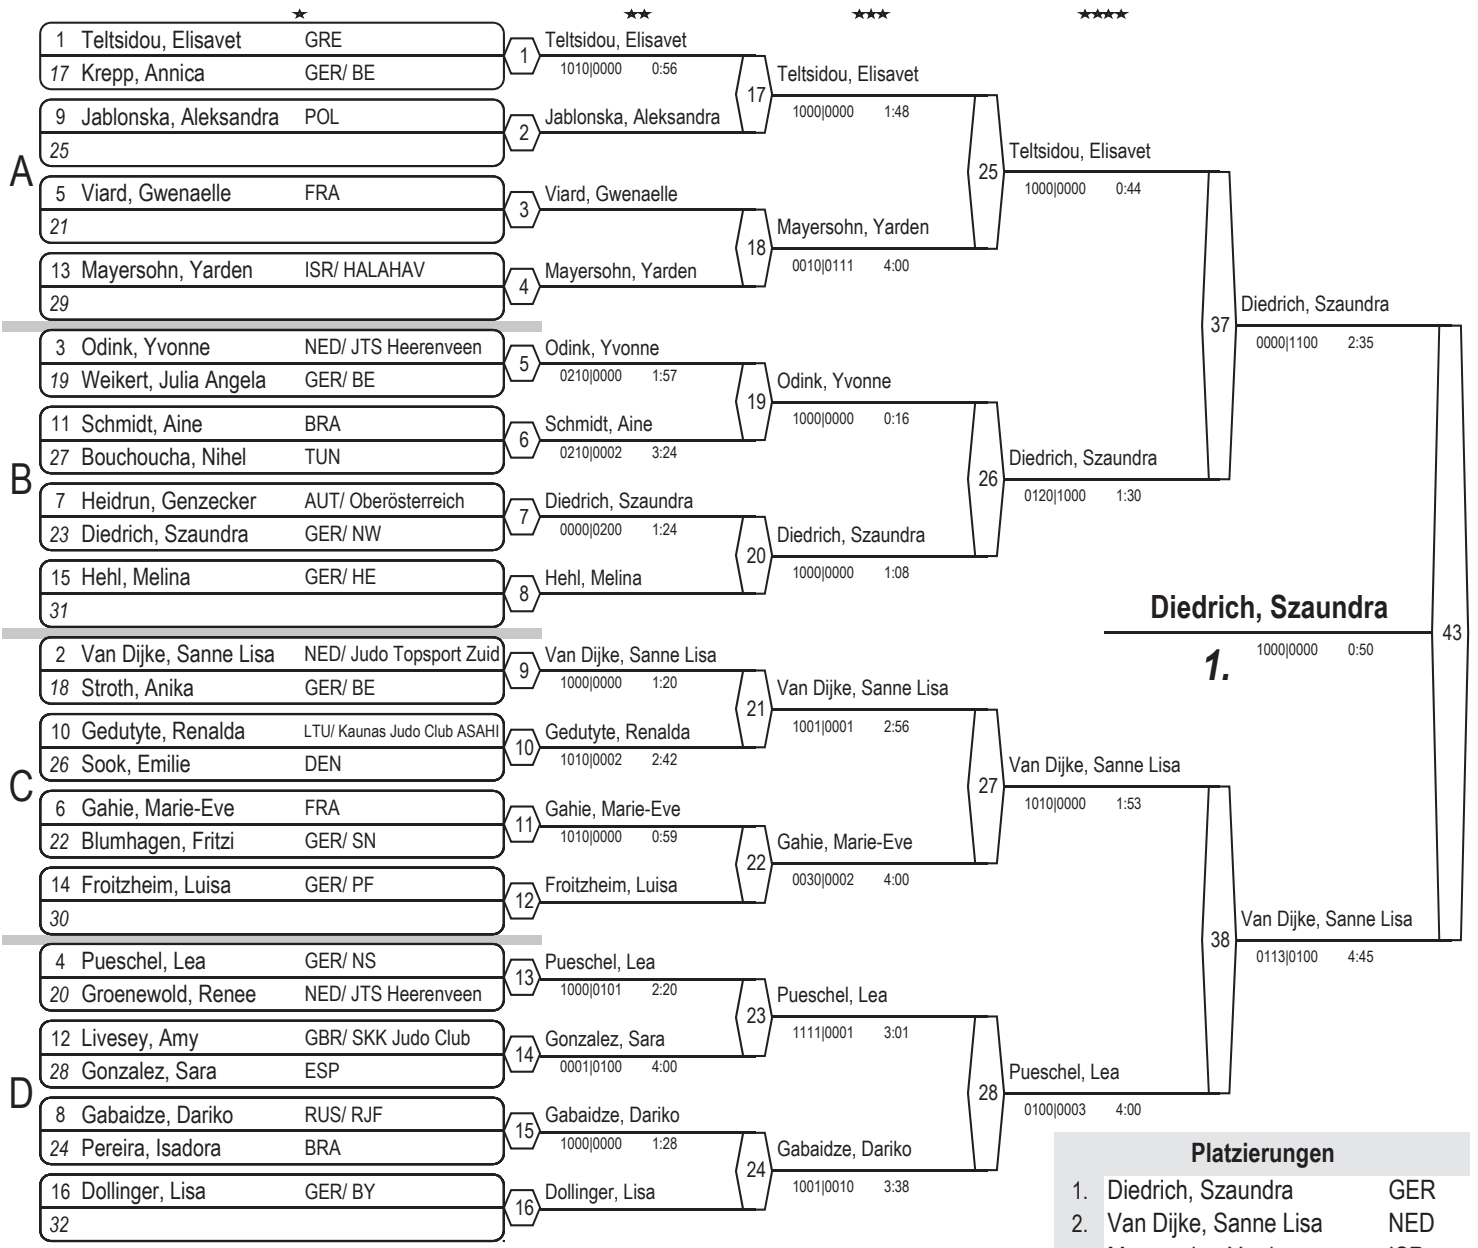 ★ ★★ ★★★ ★★★★
A
1 Teltsidou, Elisavet GRE
17 Krepp, Annica GER/ BE
9 Jablonska, Aleksandra POL
25
5 Viard, Gwenaelle FRA
21
13 Mayersohn, Yarden ISR/ HALAHAV
29
B
3 Odink, Yvonne NED/ JTS Heerenveen
19 Weikert, Julia Angela GER/ BE
11 Schmidt, Aine BRA
27 Bouchoucha, Nihel TUN
7 Heidrun, Genzecker AUT/ Oberösterreich
23 Diedrich, Szaundra GER/ NW
15 Hehl, Melina GER/ HE
31
C
2 Van Dijke, Sanne Lisa NED/ Judo Topsport Zuid
18 Stroth, Anika GER/ BE
10 Gedutyte, Renalda LTU/ Kaunas Judo Club ASAHI
26 Sook, Emilie DEN
6 Gahie, Marie-Eve FRA
22 Blumhagen, Fritzi GER/ SN
14 Froitzheim, Luisa GER/ PF
30
D
4 Pueschel, Lea GER/ NS
20 Groenewold, Renee NED/ JTS Heerenveen
12 Livesey, Amy GBR/ SKK Judo Club
28 Gonzalez, Sara ESP
8 Gabaidze, Dariko RUS/ RJF
24 Pereira, Isadora BRA
16 Dollinger, Lisa GER/ BY
32
1 Teltsidou, Elisavet
1010|0000 0:56
2 Jablonska, Aleksandra
3 Viard, Gwenaelle
4 Mayersohn, Yarden
5 Odink, Yvonne
0210|0000 1:57
6 Schmidt, Aine
0210|0002 3:24
7 Diedrich, Szaundra
0000|0200 1:24
8 Hehl, Melina
9 Van Dijke, Sanne Lisa
1000|0000 1:20
10 Gedutyte, Renalda
1010|0002 2:42
11 Gahie, Marie-Eve
1010|0000 0:59
12 Froitzheim, Luisa
13 Pueschel, Lea
1000|0101 2:20
14 Gonzalez, Sara
0001|0100 4:00
15 Gabaidze, Dariko
1000|0000 1:28
16 Dollinger, Lisa
17 Teltsidou, Elisavet
1000|0000 1:48
18 Mayersohn, Yarden
0010|0111 4:00
19 Odink, Yvonne
1000|0000 0:16
20 Diedrich, Szaundra
1000|0000 1:08
21 Van Dijke, Sanne Lisa
1001|0001 2:56
22 Gahie, Marie-Eve
0030|0002 4:00
23 Pueschel, Lea
1111|0001 3:01
24 Gabaidze, Dariko
1001|0010 3:38
25 Teltsidou, Elisavet
1000|0000 0:44
26 Diedrich, Szaundra
0120|1000 1:30
27 Van Dijke, Sanne Lisa
1010|0000 1:53
28 Pueschel, Lea
0100|0003 4:00
37 Diedrich, Szaundra
0000|1100 2:35
38 Van Dijke, Sanne Lisa
0113|0100 4:45
Diedrich, Szaundra 43
1. 1000|0000 0:50
Platzierungen
1. Diedrich, Szaundra GER
2. Van Dijke, Sanne Lisa NED